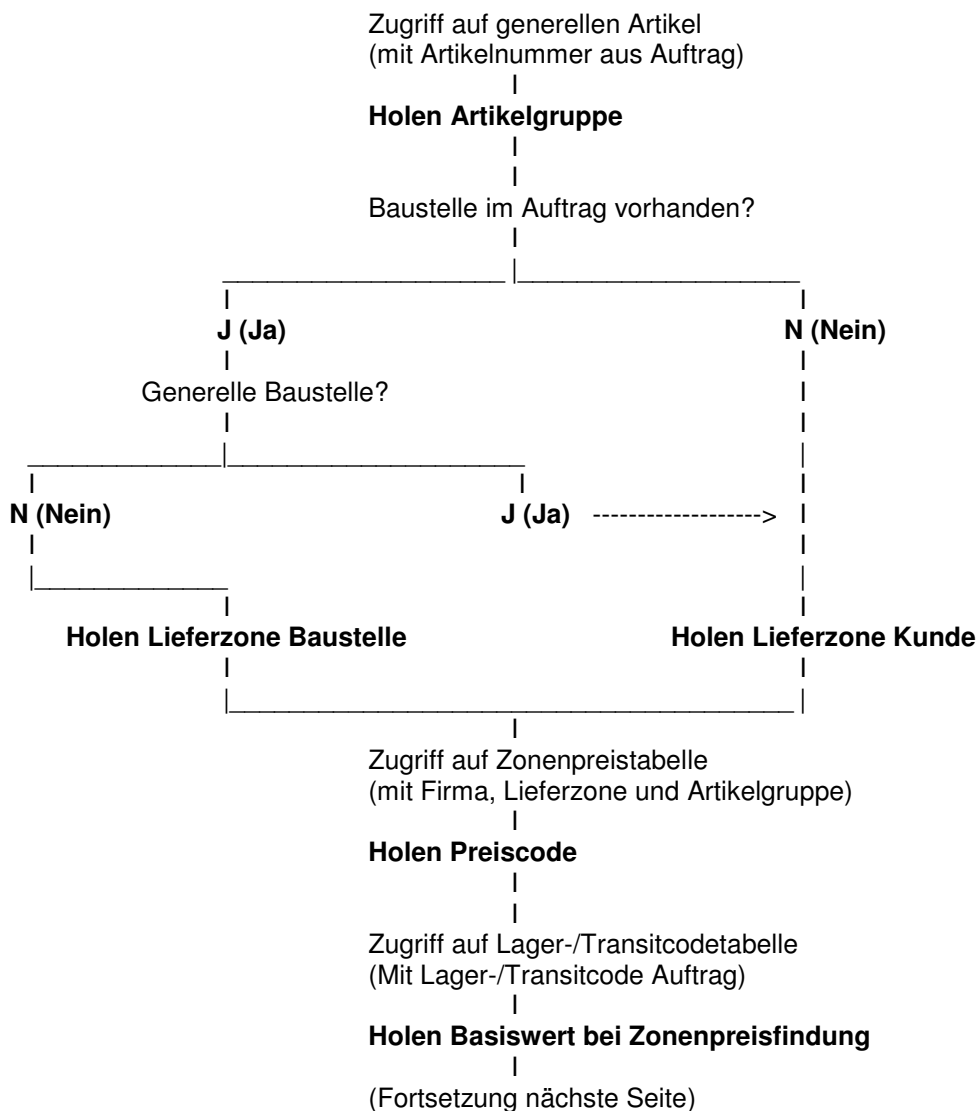 Zugriff auf generellen Artikel
(mit Artikelnummer aus Auftrag)
Holen Artikelgruppe
Baustelle im Auftrag vorhanden?
J (Ja) N (Nein)
Generelle Baustelle?
N (Nein) J (Ja) ------------------->
Holen Lieferzone Baustelle Holen Lieferzone Kunde
Zugriff auf Zonenpreistabelle
(mit Firma, Lieferzone und Artikelgruppe)
Holen Preiscode
Zugriff auf Lager-/Transitcodetabelle
(Mit Lager-/Transitcode Auftrag)
Holen Basiswert bei Zonenpreisfindung
(Fortsetzung nächste Seite)